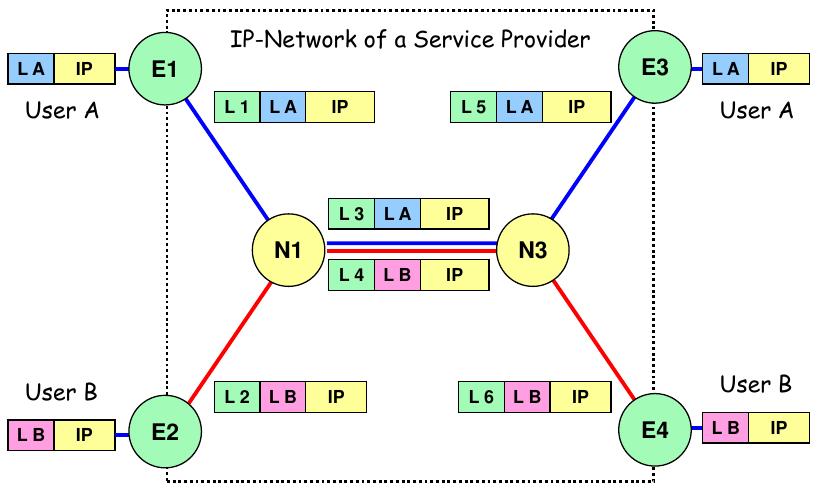 IP-Network of a Service Provider
L A IP
E1
E3
L A IP
User A
L 1 L A IP
L 5 L A IP
User A
L 3 L A IP
N1
N3
L 4 L B IP
User B
L 2 L B IP
L 6 L B IP
User B
L B IP
E2
E4
L B IP